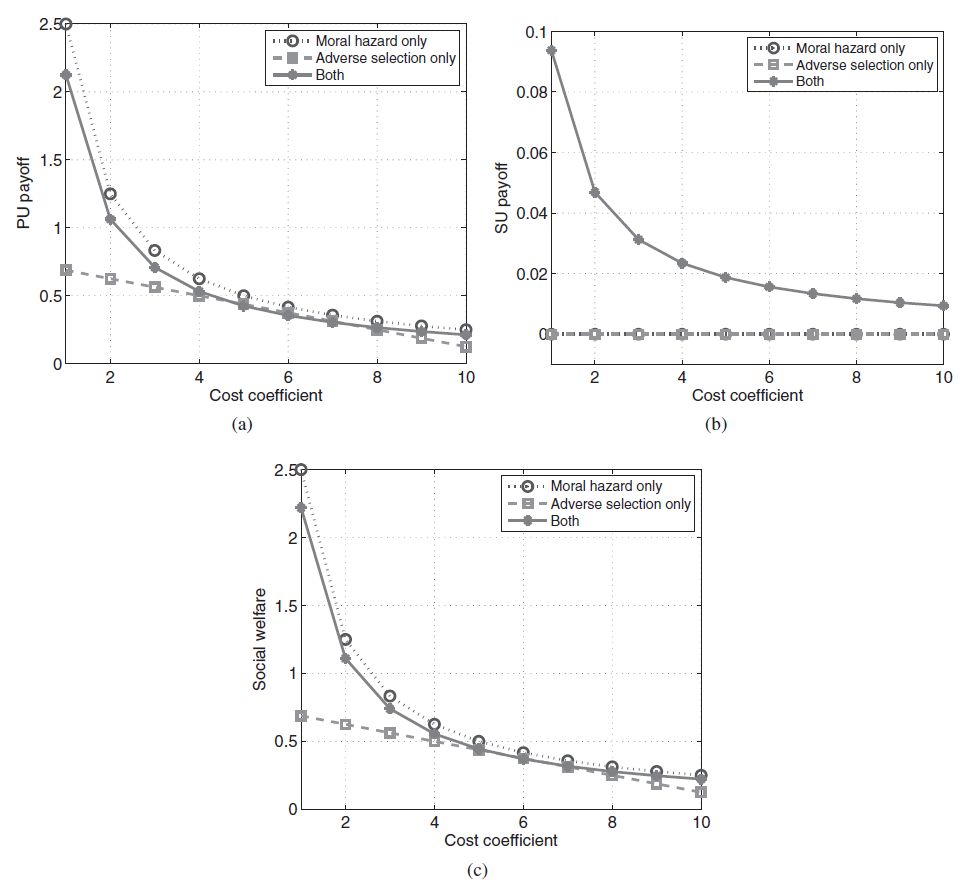 2.5
2
1.5
1
0.5
0
PU payoff
Moral hazard only
Adverse selection only
Both
2 4 6 8 10
Cost coefficient
(a)
0.1
0.08
0.06
0.04
0.02
0
SU payoff
Moral hazard only
Adverse selection only
Both
2 4 6 8 10
Cost coefficient
(b)
2.5
2
1.5
1
0.5
0
Social welfare
Moral hazard only
Adverse selection only
Both
2 4 6 8 10
Cost coefficient
(c)